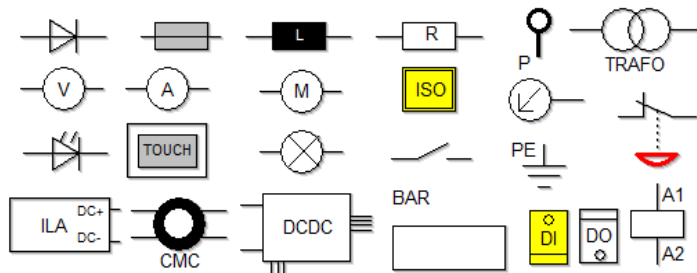 L
R
P
TRAFO
V
A
M
ISO
TOUCH
PE
ILA
DC+
DC-
CMC
DCDC
BAR
DI
DO
A1
A2